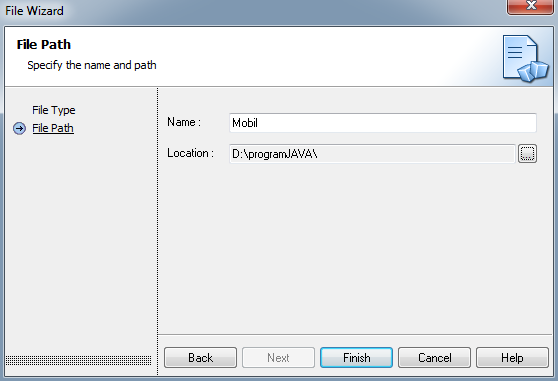 File Wizard
File Path
Specify the name and path
File Type
File Path
Name :
Mobil
Location :
D:\programJAVA\
...
Back
Next
Finish
Cancel
Help